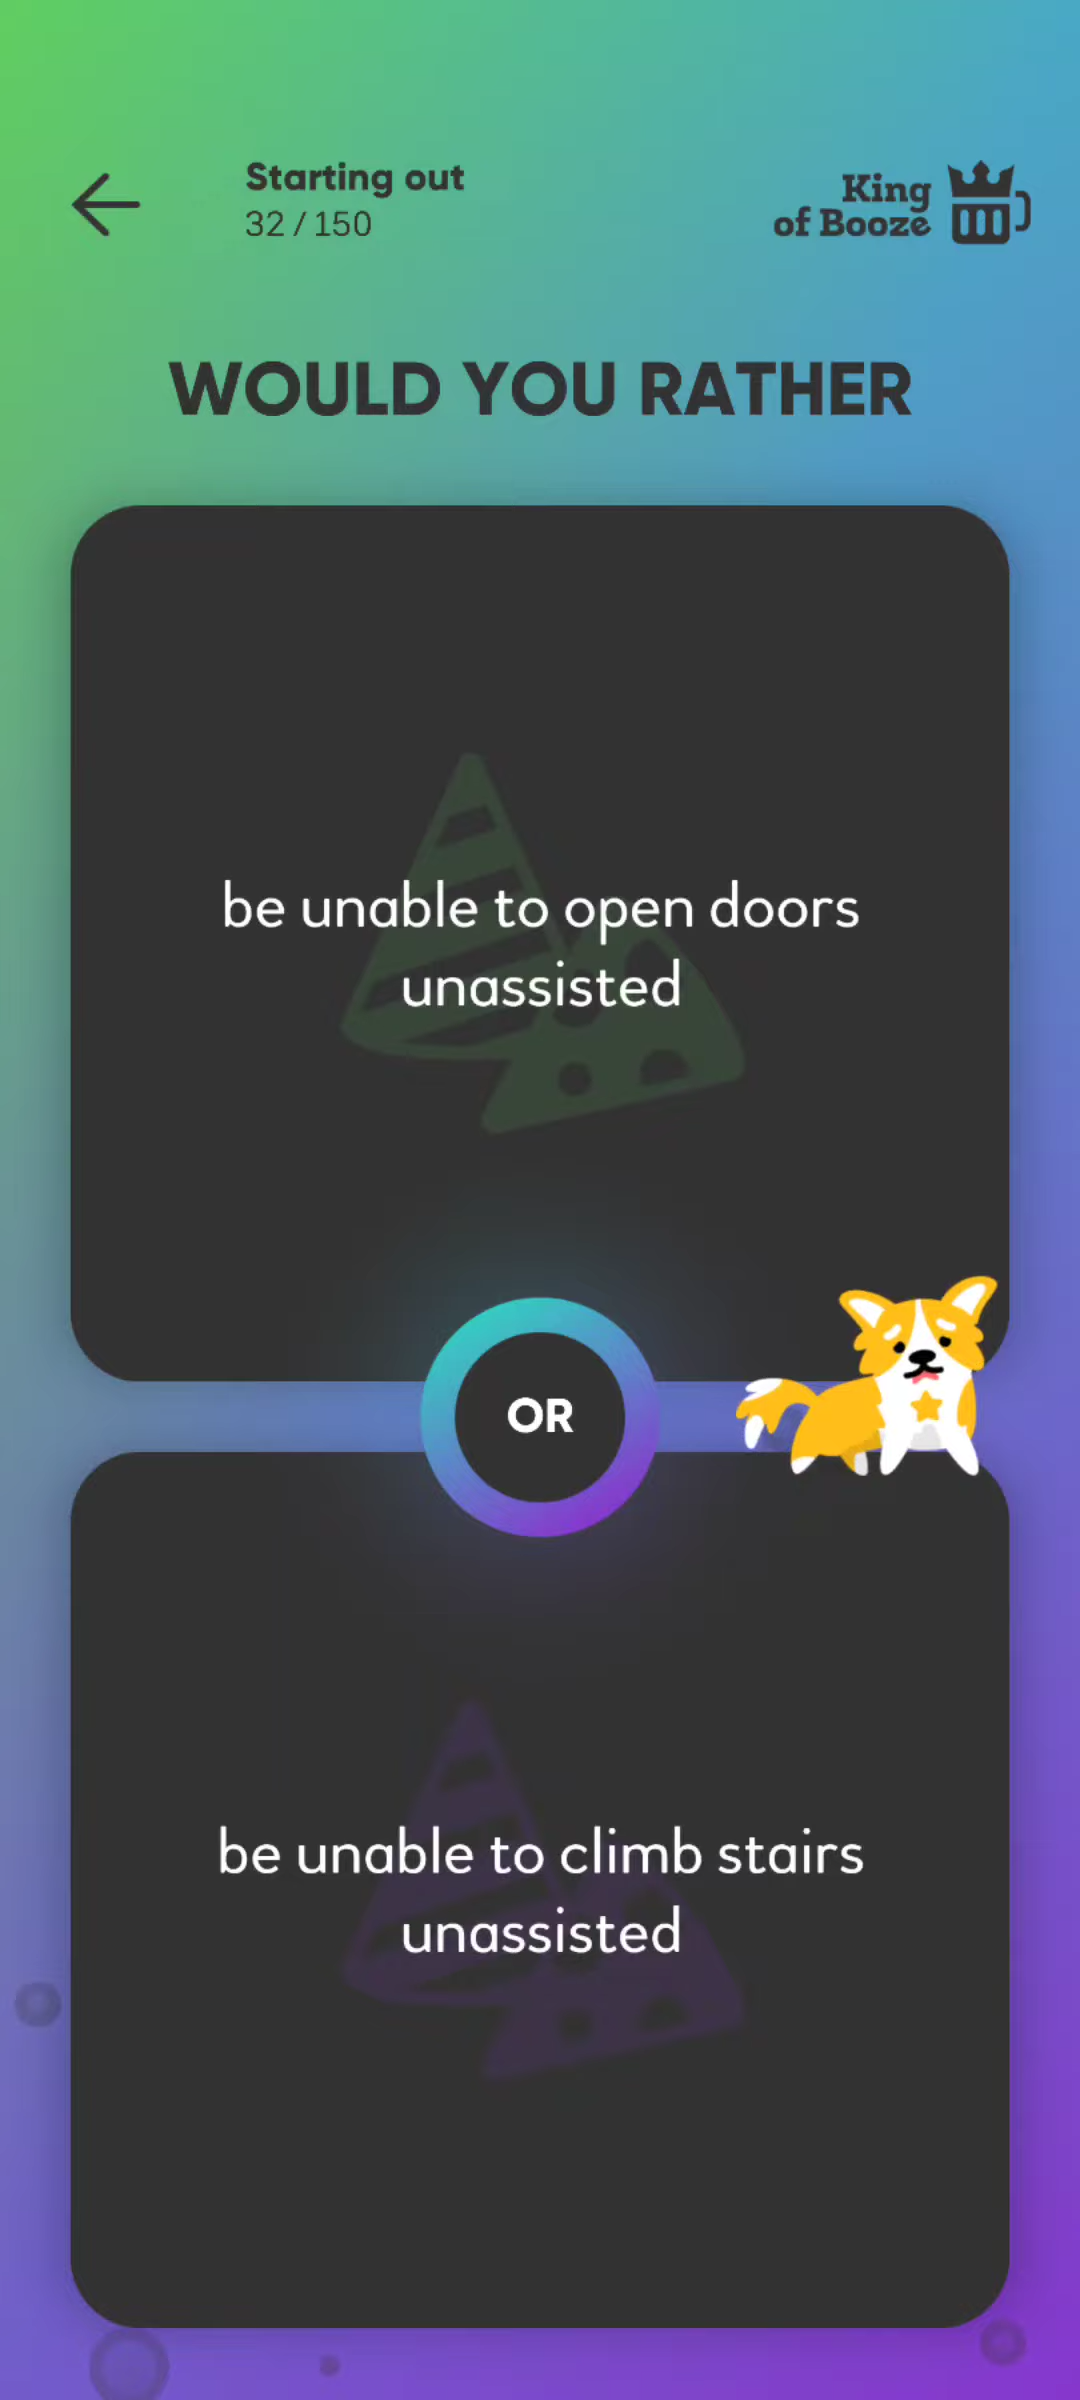 Starting out
32 / 150
King
of Booze
WOULD YOU RATHER
be unable to open doors
unassisted
OR
be unable to climb stairs
unassisted